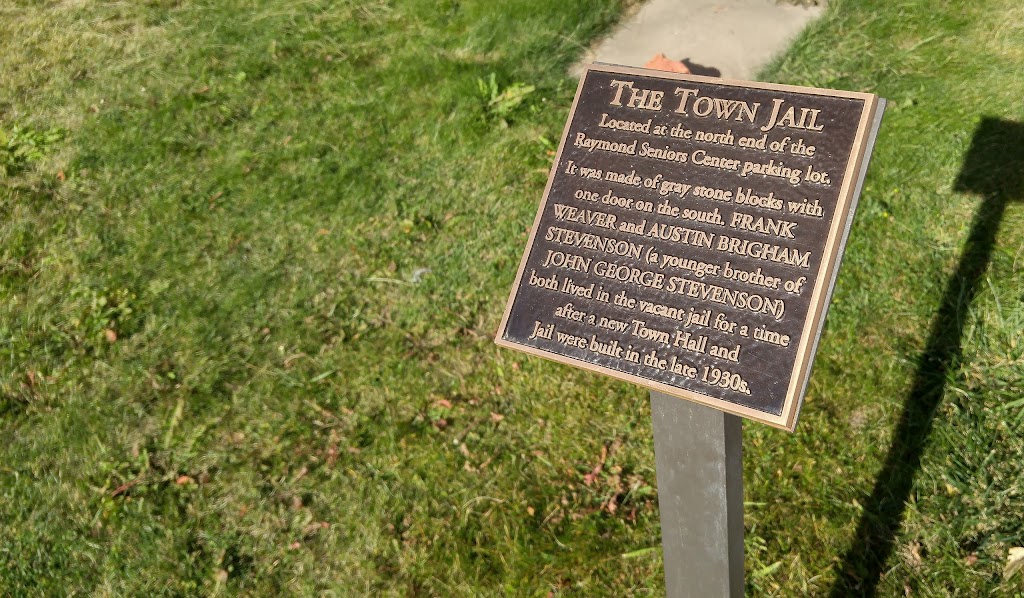 THE TOWN JAIL
Located at the north end of the
Raymond Seniors Center parking lot.
It was made of gray stone blocks with
one door on the south. FRANK
WEAVER and AUSTIN BRIGHAM
STEVENSON (a younger brother of
JOHN GEORGE STEVENSON)
both lived in the vacant jail for a time
after a new Town Hall and
Jail were built in the late 1930s.